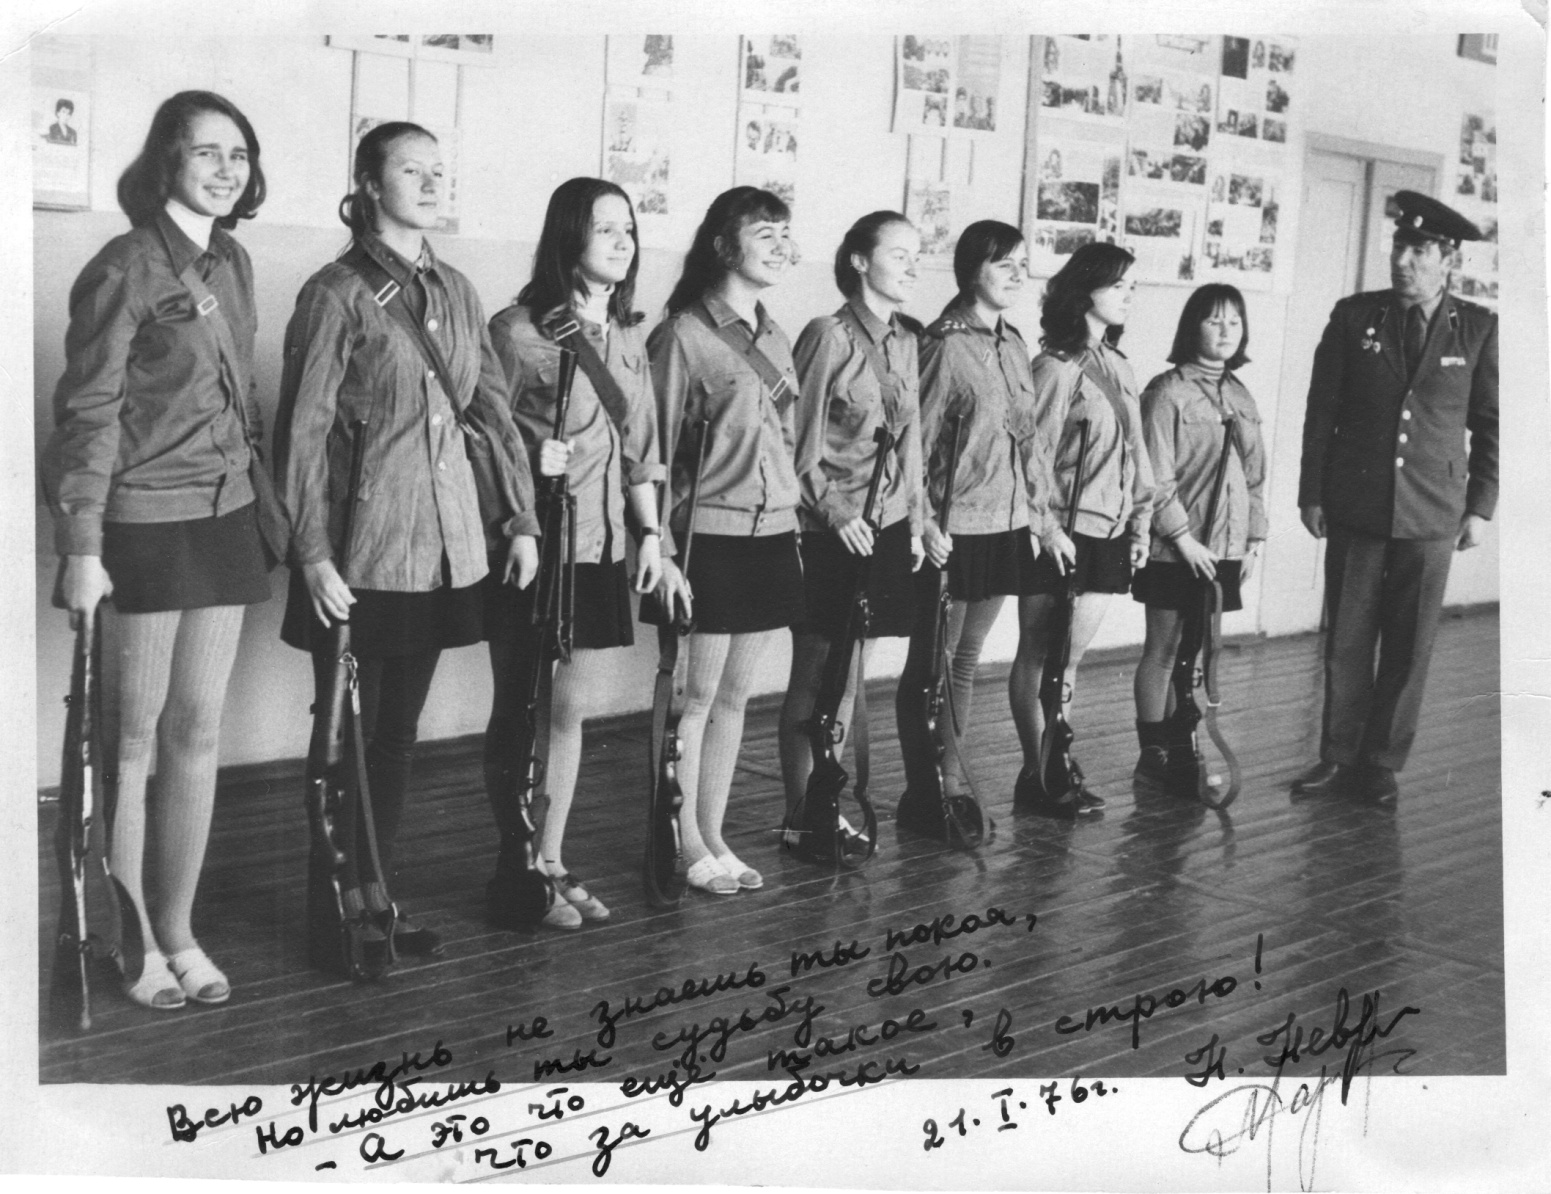 Всю жизнь не знаешь ты покоя,
Но любишь ты судьбу свою.
- А это что ещё такое,
что за улыбочки в строю!
21. I. 76г. Н.